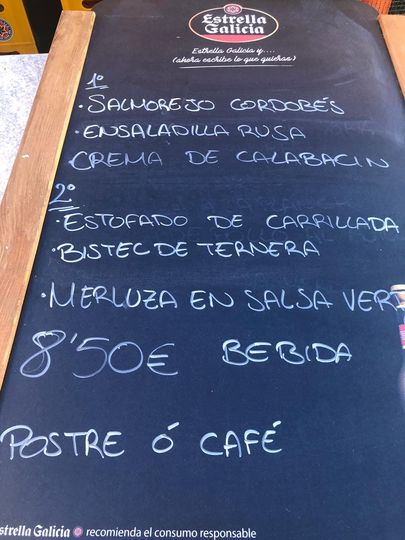 Estrella
Galicia
Estrella Galicia y....
(ahora escribe lo que quieras)
1º
· SALMOREJO CORDOBÉS
· ENSALADILLA RUSA
· CREMA DE CALABACIN
2º
· ESTOFADO DE CARRILLADA
· BISTEC DE TERNERA
· MERLUZA EN SALSA VER
8'50€ BEBIDA
POSTRE Ó CAFÉ
strella Galicia recomienda el consumo responsable